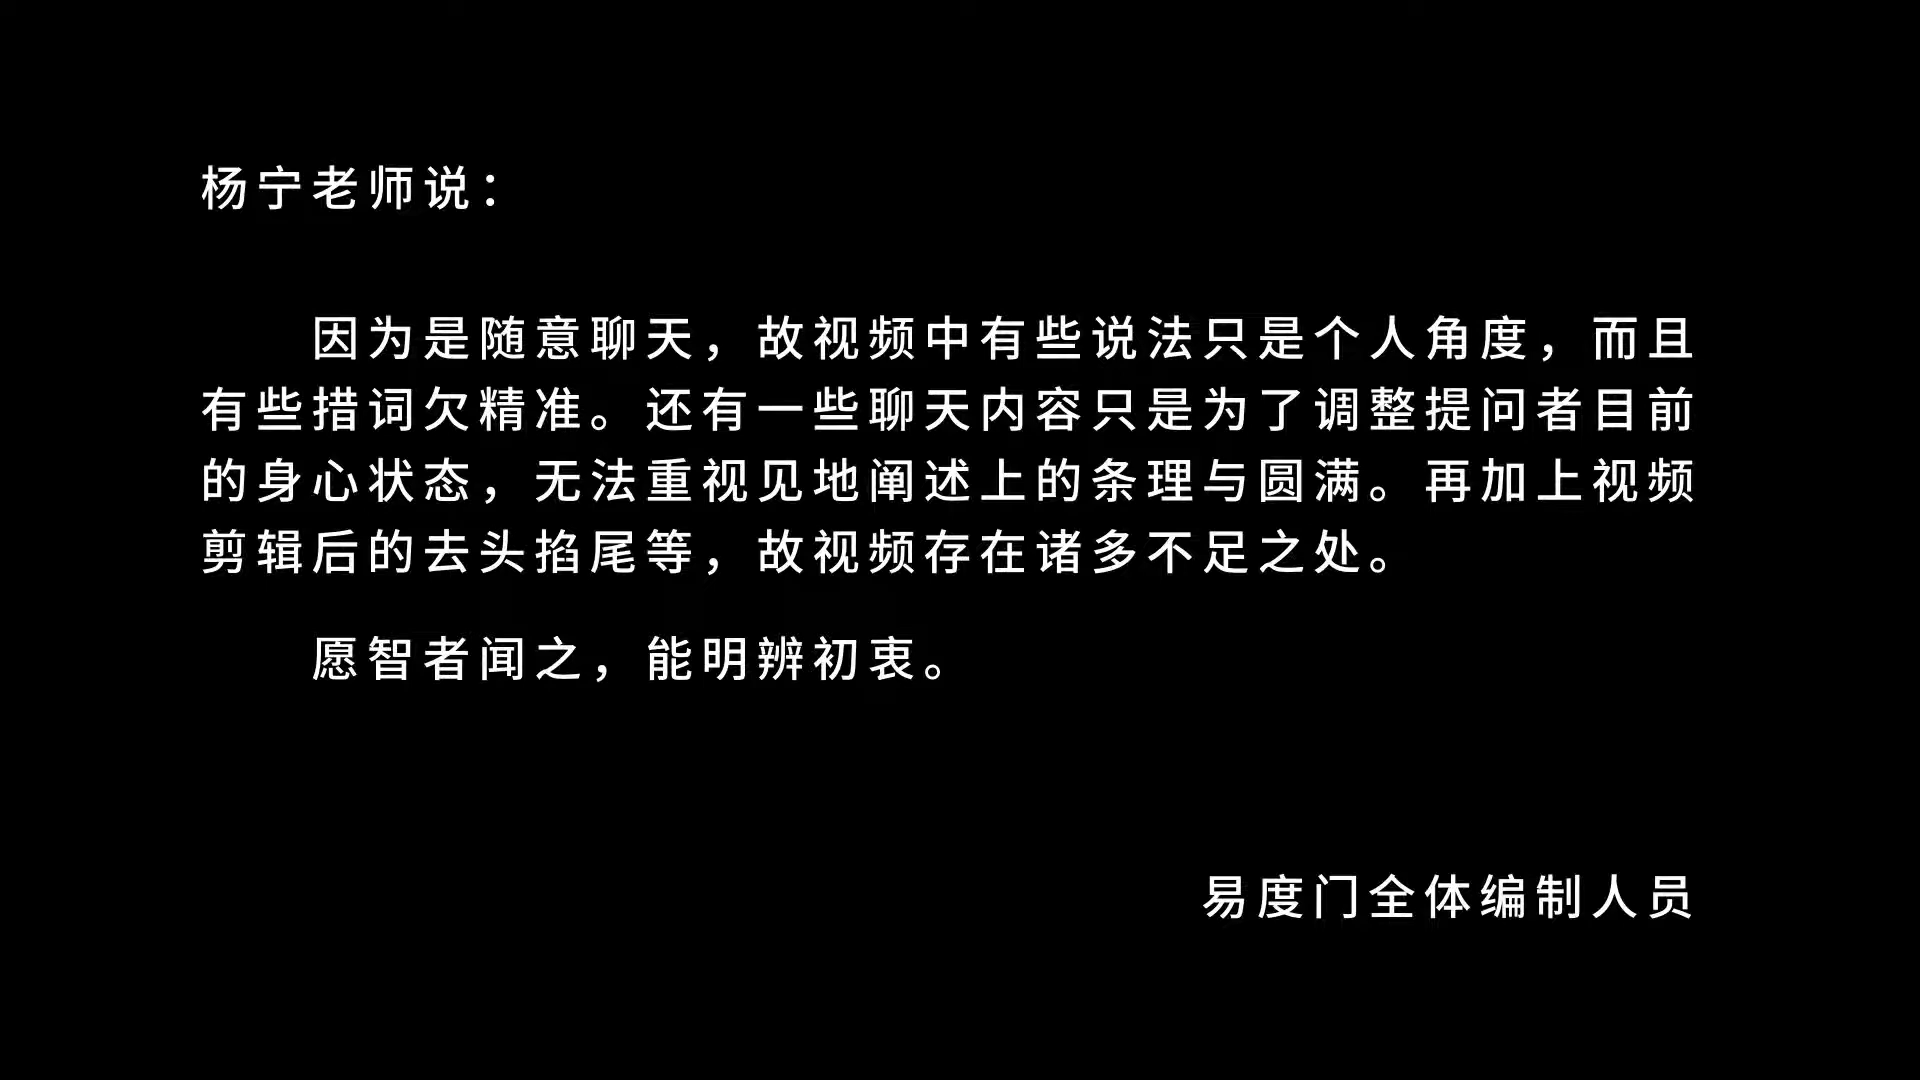 杨宁老师说：
因为是随意聊天，故视频中有些说法只是个人角度，而且
有些措词欠精准。还有一些聊天内容只是为了调整提问者目前
的身心状态，无法重视见地阐述上的条理与圆满。再加上视频
剪辑后的去头掐尾等，故视频存在诸多不足之处。
愿智者闻之，能明辨初衷。
易度门全体编制人员